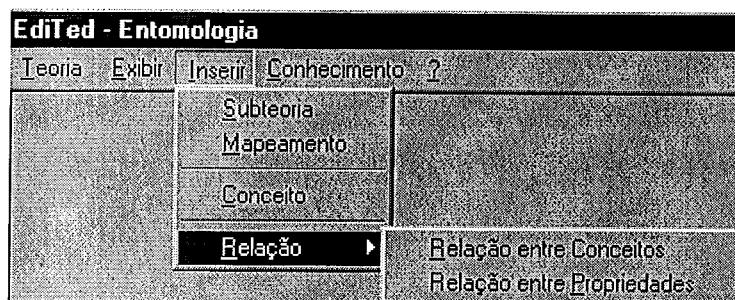 EdiTed - Entomologia
Teoria Exibir Inserir Conhecimento ?
Subteoria
Mapeamento
Conceito
Relação
Relação entre Conceitos
Relação entre Propriedades